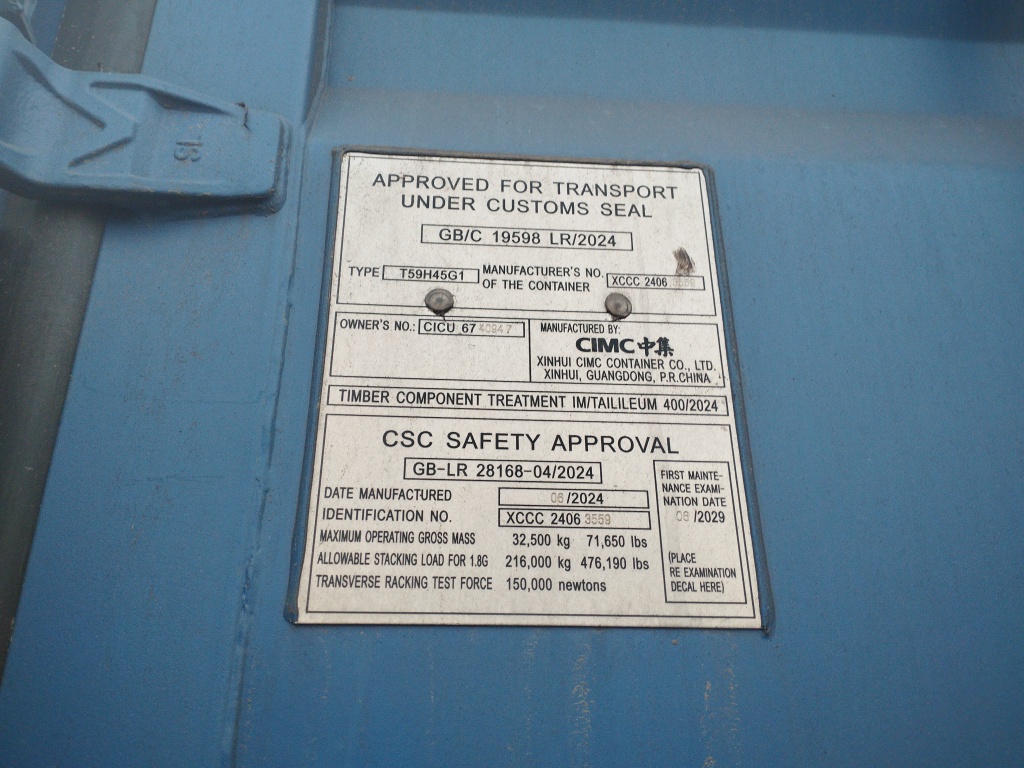 18
APPROVED FOR TRANSPORT
UNDER CUSTOMS SEAL
GB/C 19598 LR/2024
TYPE T59H45G1
MANUFACTURER'S NO.
OF THE CONTAINER
XCCC 2406 3559
OWNER'S NO.: CICU 67
MANUFACTURED BY:
CIMC中集
XINHUI CIMC CONTAINER CO., LTD.
XINHUI, GUANGDONG, P.R.CHINA
TIMBER COMPONENT TREATMENT IM/TAILILEUM 400/2024
CSC SAFETY APPROVAL
GB-LR 28168-04/2024
DATE MANUFACTURED 06 /2024
IDENTIFICATION NO. XCCC 2406 3559
MAXIMUM OPERATING GROSS MASS 32,500 kg 71,650 lbs
ALLOWABLE STACKING LOAD FOR 1.8G 216,000 kg 476,190 lbs
TRANSVERSE RACKING TEST FORCE 150,000 newtons
FIRST MAINTE-
NANCE EXAMI-
NATION DATE
06 /2029
(PLACE
RE EXAMINATION
DECAL HERE)